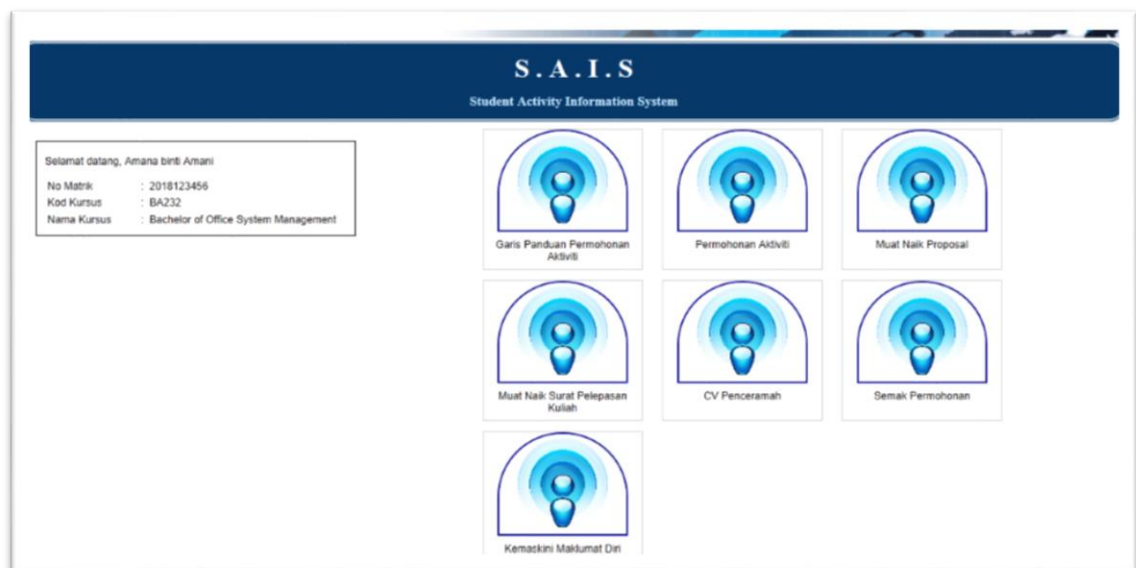 S.A.I.S
Student Activity Information System
Selamat datang, Amana binti Amani
No Matrik : 2018123456
Kod Kursus : BA232
Nama Kursus : Bachelor of Office System Management
Garis Panduan Permohonan
Aktiviti
Permohonan Aktiviti
Muat Naik Proposal
Muat Naik Surat Pelepasan
Kuliah
CV Penceramah
Semak Permohonan
Kemaskini Maklumat Diri